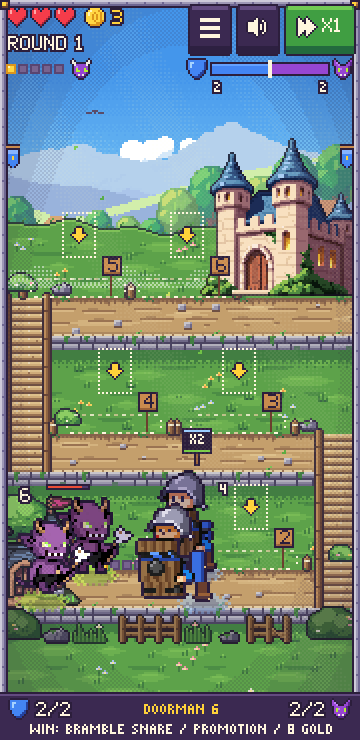 3
X1
ROUND 1
2 2
5 6
4 3
X2
6 4
2
2/2 DOORMAN 6 2/2
WIN: BRAMBLE SNARE / PROMOTION / 8 GOLD